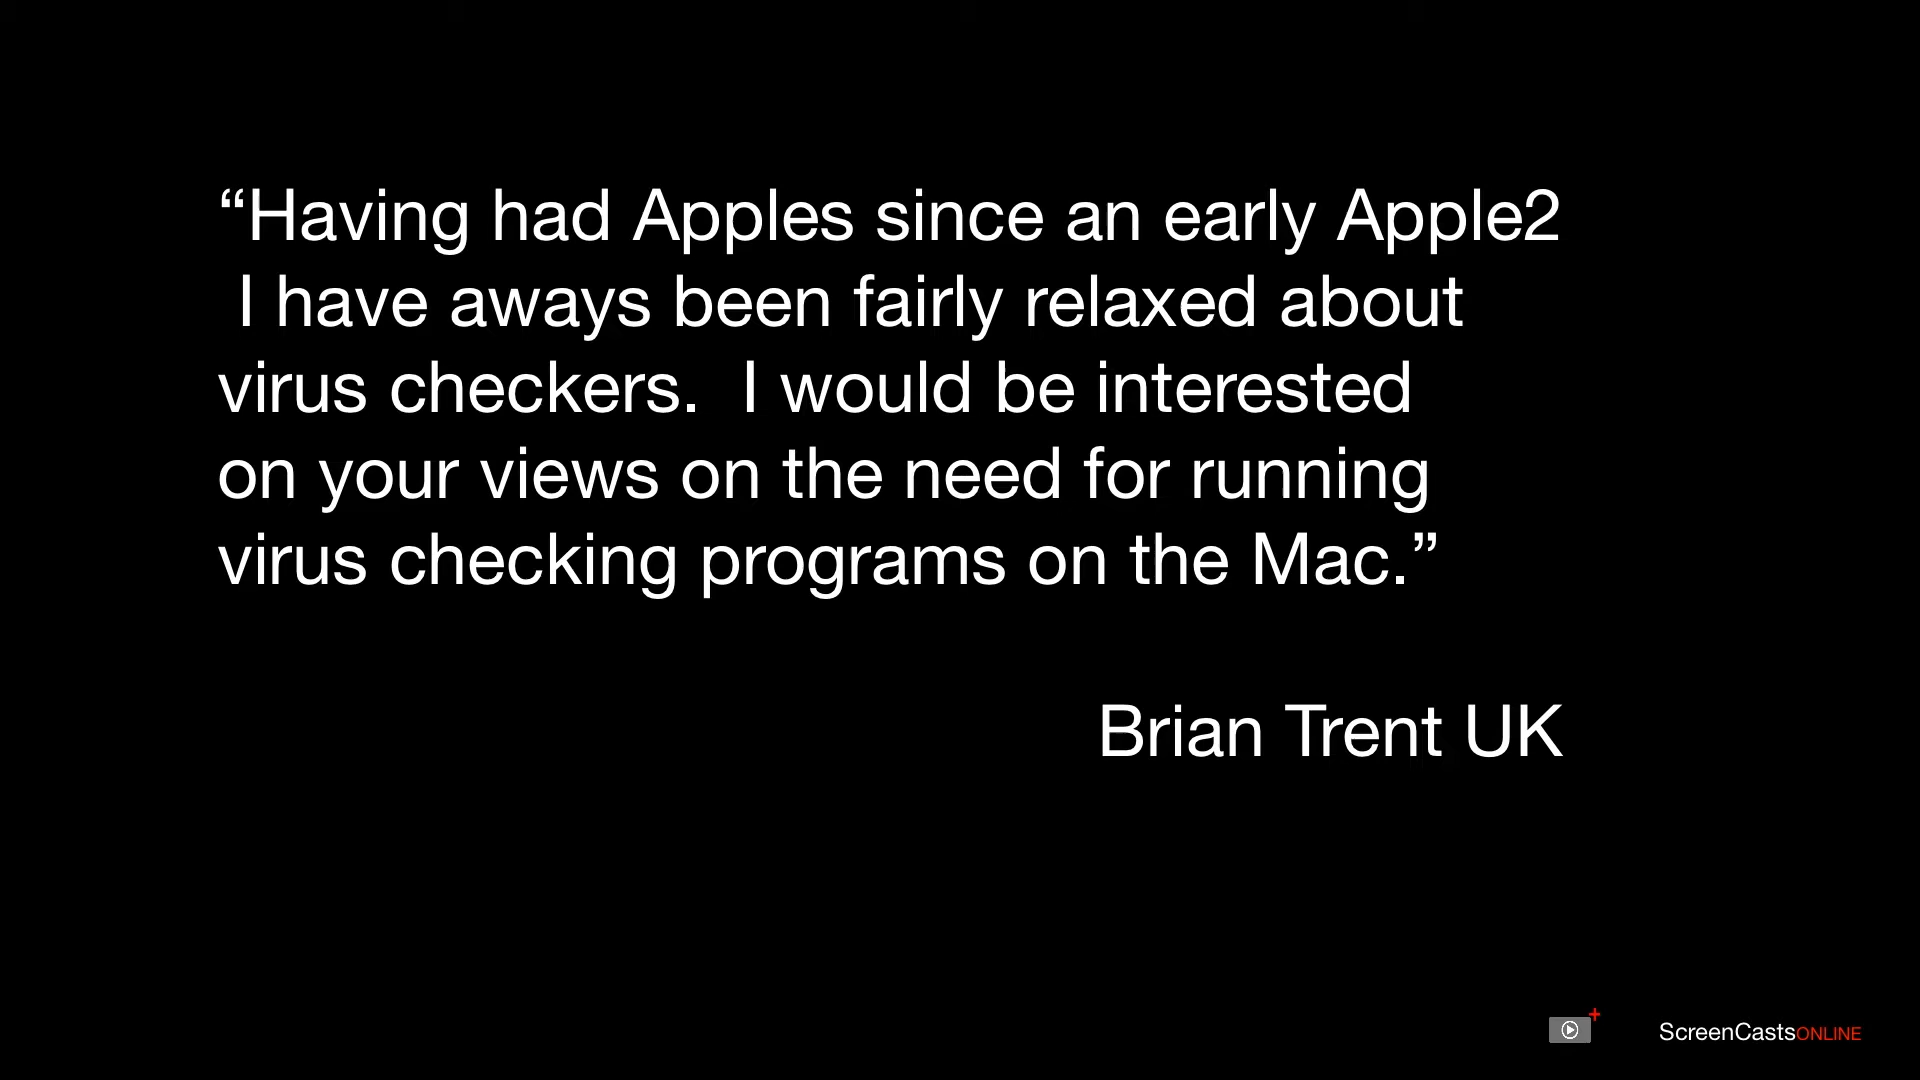 “Having had Apples since an early Apple2
I have aways been fairly relaxed about
virus checkers.  I would be interested
on your views on the need for running
virus checking programs on the Mac.”
Brian Trent UK
ScreenCastsONLINE